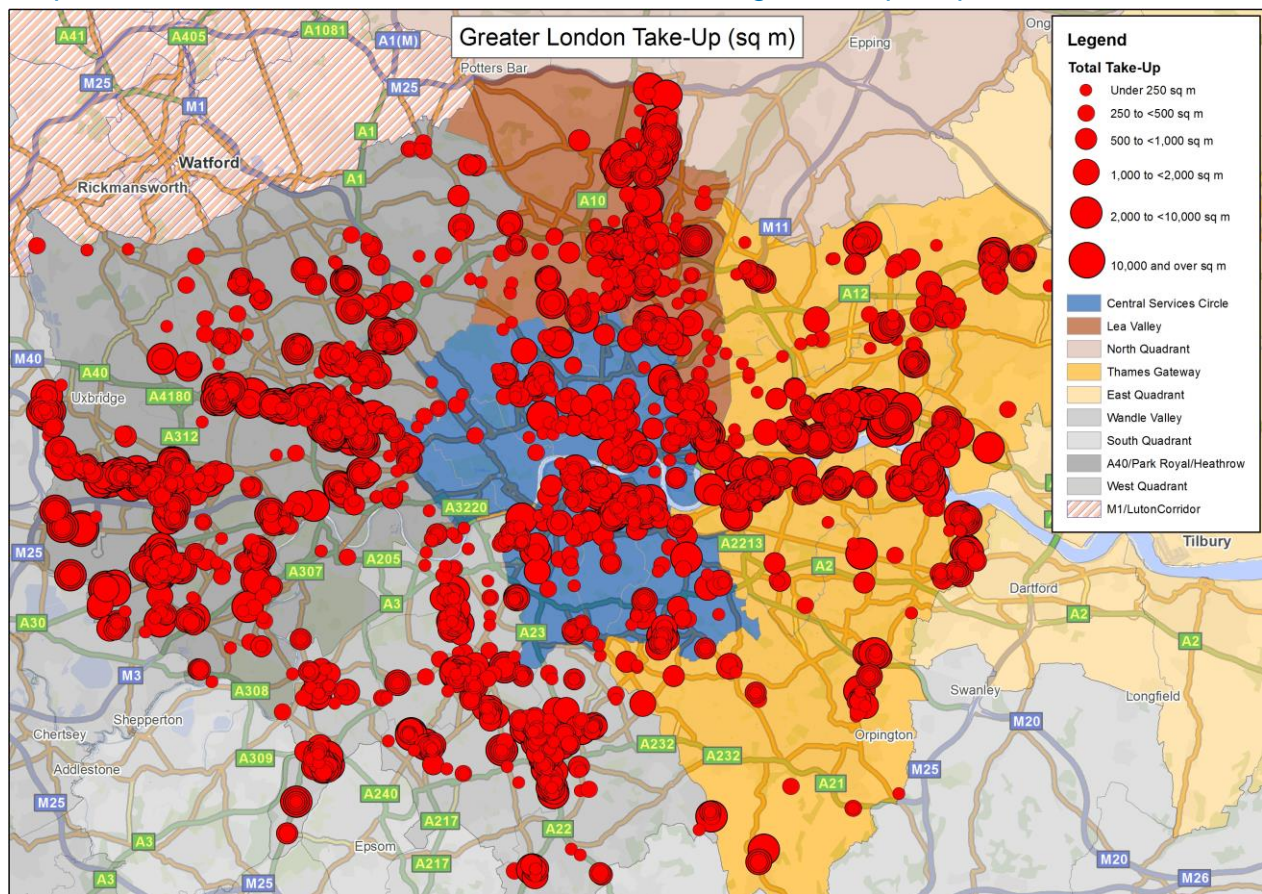 Greater London Take-Up (sq m)
Legend
Total Take-Up
Under 250 sq m
250 to <500 sq m
500 to <1,000 sq m
1,000 to <2,000 sq m
2,000 to <10,000 sq m
10,000 and over sq m
Central Services Circle
Lea Valley
North Quadrant
Thames Gateway
East Quadrant
Wandle Valley
South Quadrant
A40/Park Royal/Heathrow
West Quadrant
M1/LutonCorridor
A41
A405
A1081
A1(M)
Epping
Potters Bar
M25
M25
M1
A1
Watford
Rickmansworth
A1
A10
M11
A12
M40
A40
Uxbridge
A4180
A312
A3220
M25
A205
A307
A2213
Tilbury
A3
A2
Dartford
A30
A23
A2
A2
M3
A308
Swanley
Longfield
Shepperton
M20
Chertsey
Orpington
A309
A232
A232
Addlestone
M25
A21
M25
A240
A217
A22
A3
Epsom
A217
M20
A3
M25
M26